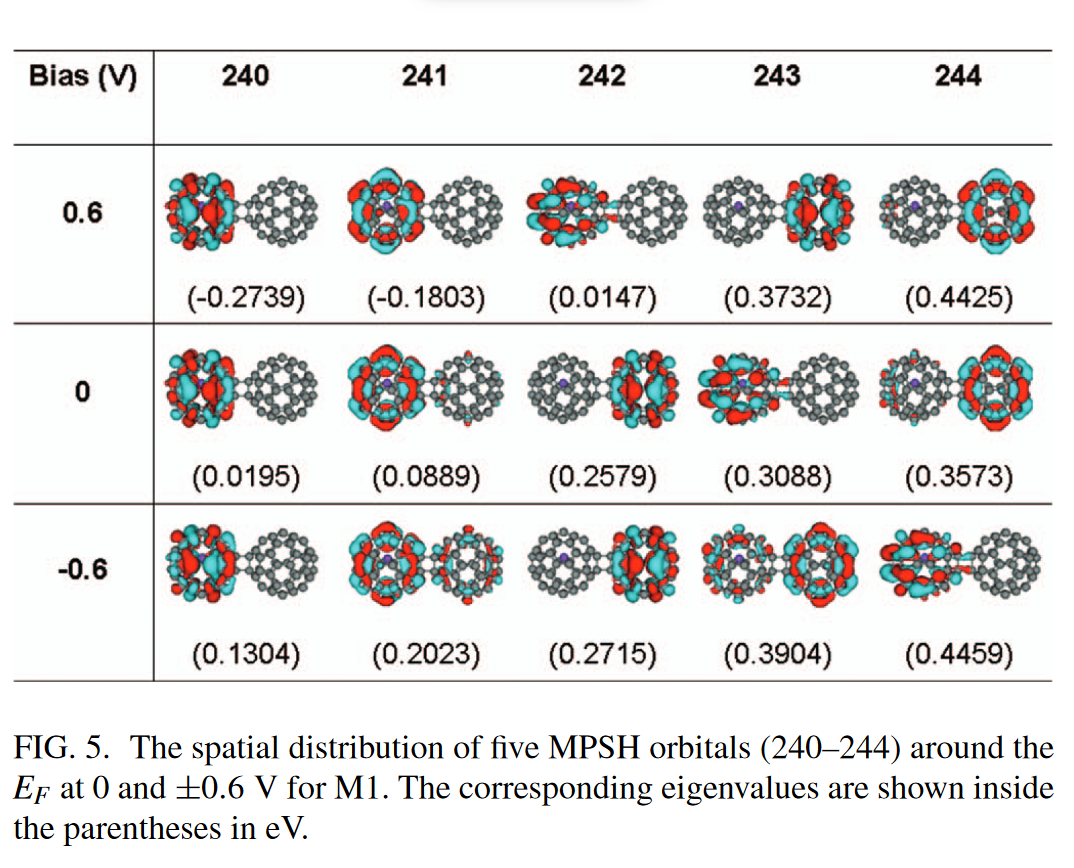 Bias (V) 240 241 242 243 244
0.6
(-0.2739) (-0.1803) (0.0147) (0.3732) (0.4425)
0
(0.0195) (0.0889) (0.2579) (0.3088) (0.3573)
-0.6
(0.1304) (0.2023) (0.2715) (0.3904) (0.4459)
FIG. 5. The spatial distribution of five MPSH orbitals (240–244) around the
EF at 0 and ±0.6 V for M1. The corresponding eigenvalues are shown inside
the parentheses in eV.